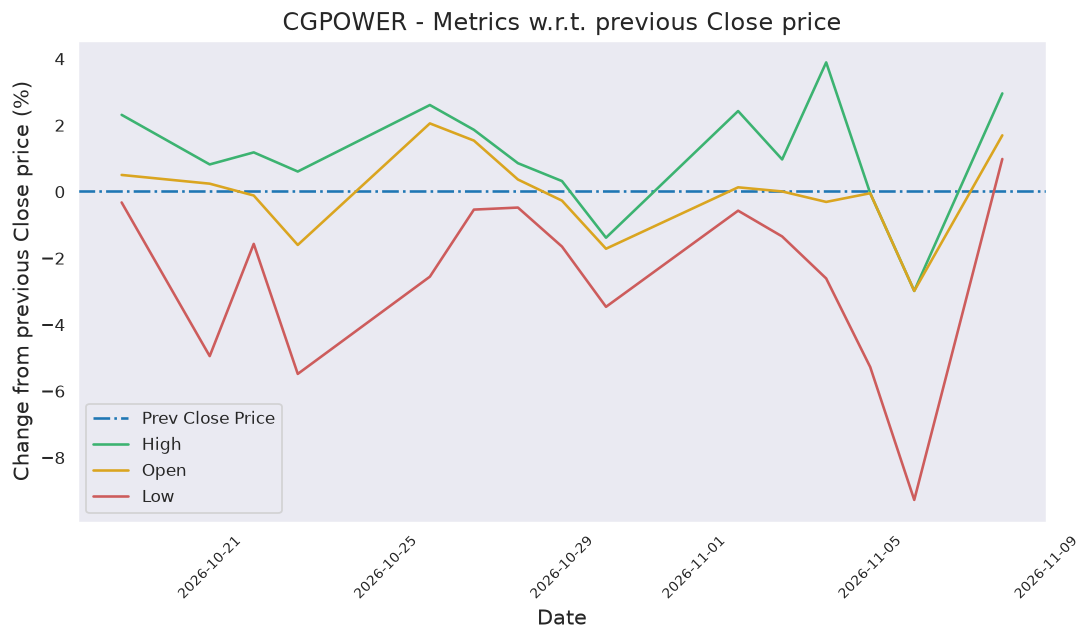 CGPOWER - Metrics w.r.t. previous Close price
Change from previous Close price (%)
4
2
0
−2
−4
−6
−8
Prev Close Price
High
Open
Low
2026-10-21
2026-10-25
2026-10-29
2026-11-01
2026-11-05
2026-11-09
Date